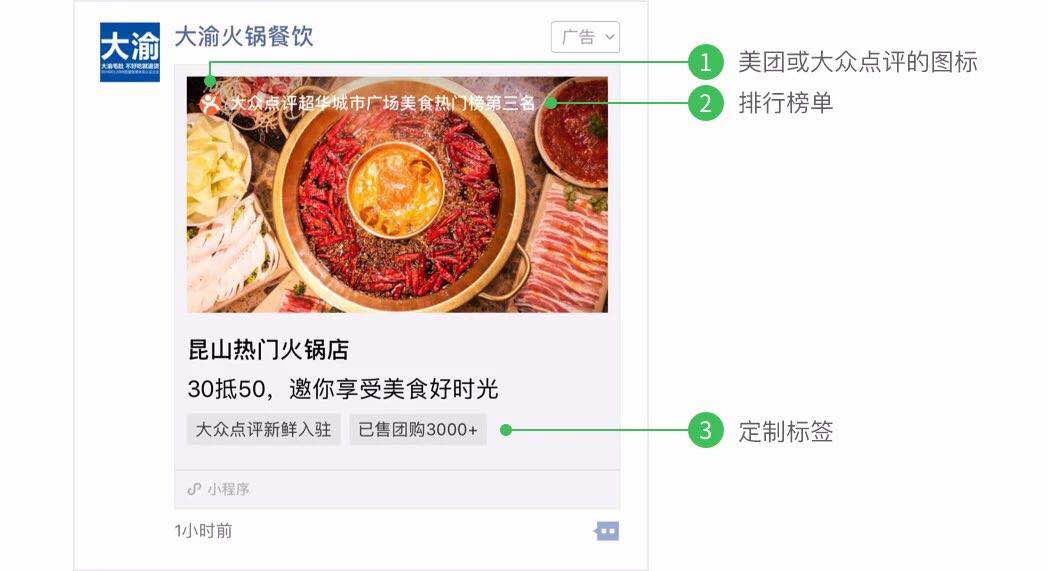 大渝
大渝火锅餐饮
广告
大众点评超华城市广场美食热门榜第三名
1 美团或大众点评的图标
2 排行榜单
昆山热门火锅店
30抵50，邀你享受美食好时光
大众点评新鲜入驻 已售团购3000+
3 定制标签
小程序
1小时前